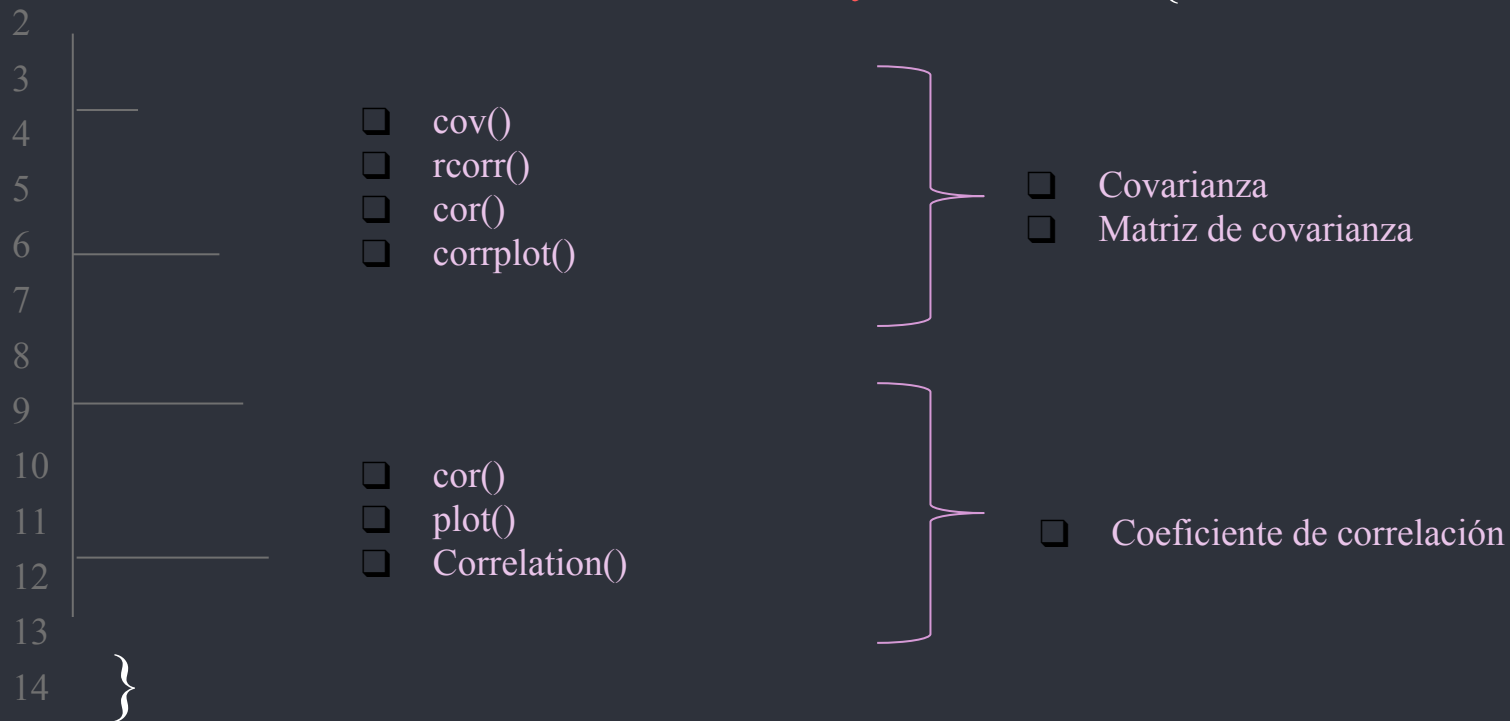 2
3
4
5
6
7
8
9
10
11
12
13
14
❑ cov()
❑ rcorr()
❑ cor()
❑ corrplot()
❑ Covarianza
❑ Matriz de covarianza
❑ cor()
❑ plot()
❑ Correlation()
❑ Coeficiente de correlación
}